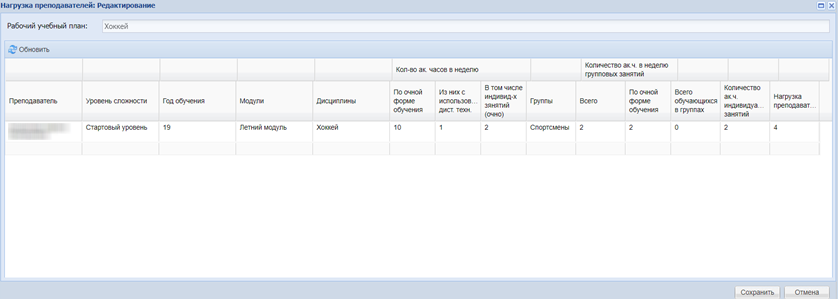 Нагрузка преподавателей: Редактирование
Рабочий учебный план: Хоккей
Обновить
Кол-во ак. часов в неделю
Количество ак.ч. в неделю
групповых занятий
Преподаватель
Уровень сложности
Год обучения
Модули
Дисциплины
По очной
форме
обучения
Из них с
использов...
дист. техн.
В том числе
индивид-х
зянятий
(очно)
Группы
Всего
По очной
форме
обучения
Всего
обучающихся
в группах
Количество
ак.ч.
индивидуа...
занятий
Нагрузка
преподават...
Стартовый уровень 19 Летний модуль Хоккей 10 1 2 Спортсмены 2 2 0 2 4
Сохранить Отмена